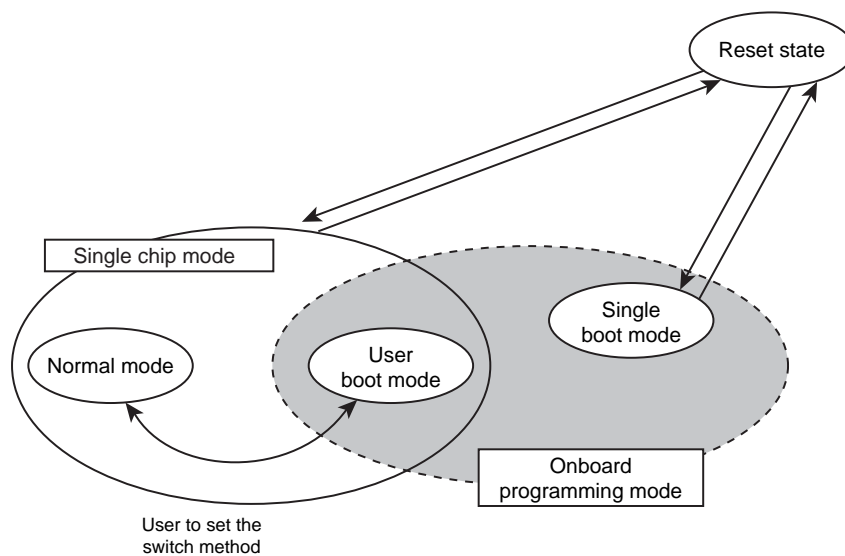 Reset state
Single chip mode
Single
boot mode
Normal mode
User
boot mode
Onboard
programming mode
User to set the
switch method